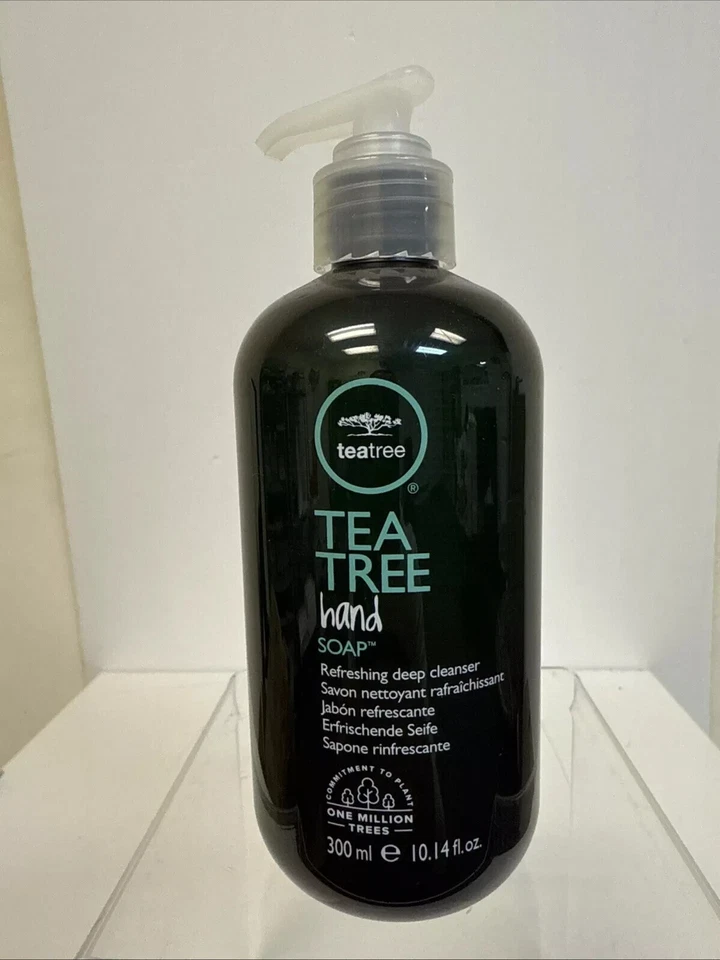 teatree
®
TEA
TREE
hand
SOAP™
Refreshing deep cleanser
Savon nettoyant rafraîchissant
Jabón refrescante
Erfrischende Seife
Sapone rinfrescante
COMMITMENT TO PLANT
ONE MILLION
TREES
300 ml ℮ 10.14 fl. oz.